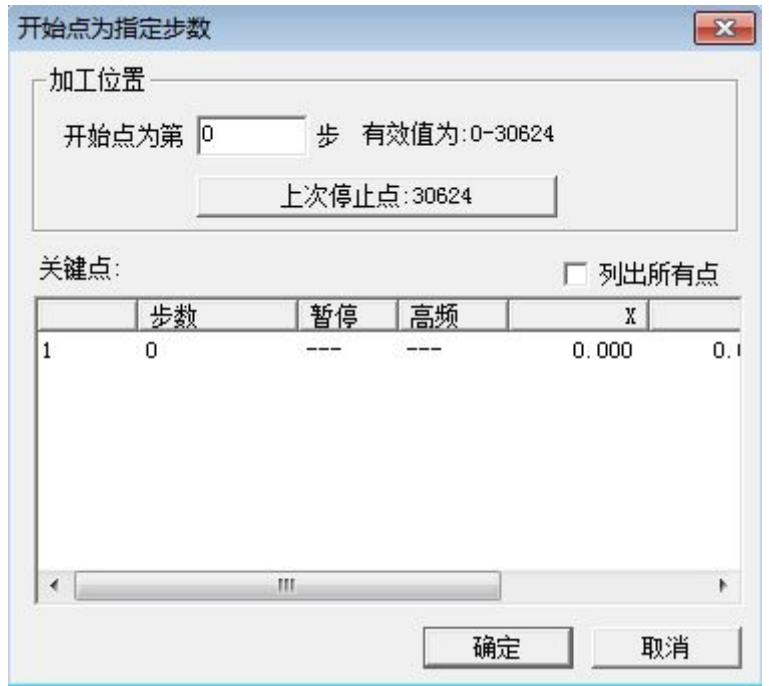 开始点为指定步数
加工位置
开始点为第 0 步 有效值为:0-30624
上次停止点:30624
关键点: 列出所有点
步数 暂停 高频 X
1 0 --- --- 0.000 0.
确定 取消